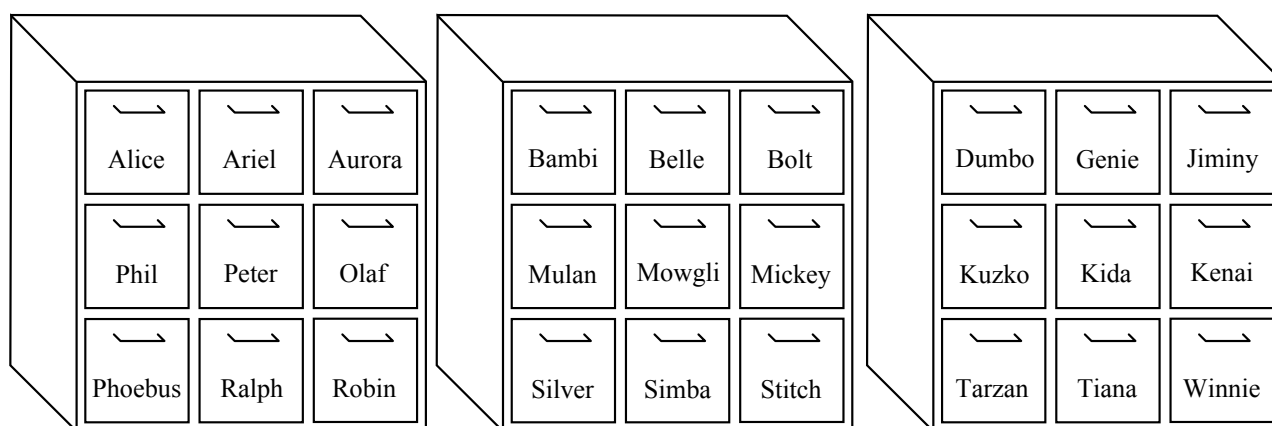 Alice Ariel Aurora
Phil Peter Olaf
Phoebus Ralph Robin
Bambi Belle Bolt
Mulan Mowgli Mickey
Silver Simba Stitch
Dumbo Genie Jiminy
Kuzko Kida Kenai
Tarzan Tiana Winnie